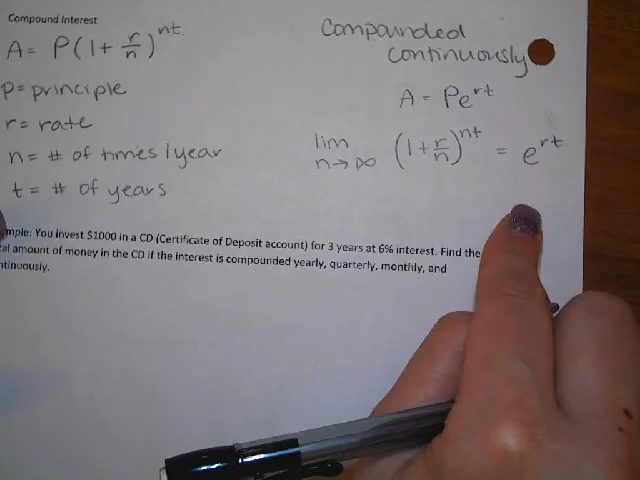 Compound Interest
A = P(1 + r/n)^nt
P = principle
r = rate
n = # of times/year
t = # of years
Compounded
continuously
A = Pe^rt
lim n→∞ (1 + r/n)^nt = e^rt
mple: You invest $1000 in a CD (Certificate of Deposit account) for 3 years at 6% interest. Find the
al amount of money in the CD if the interest is compounded yearly, quarterly, monthly, and
ntinuously.